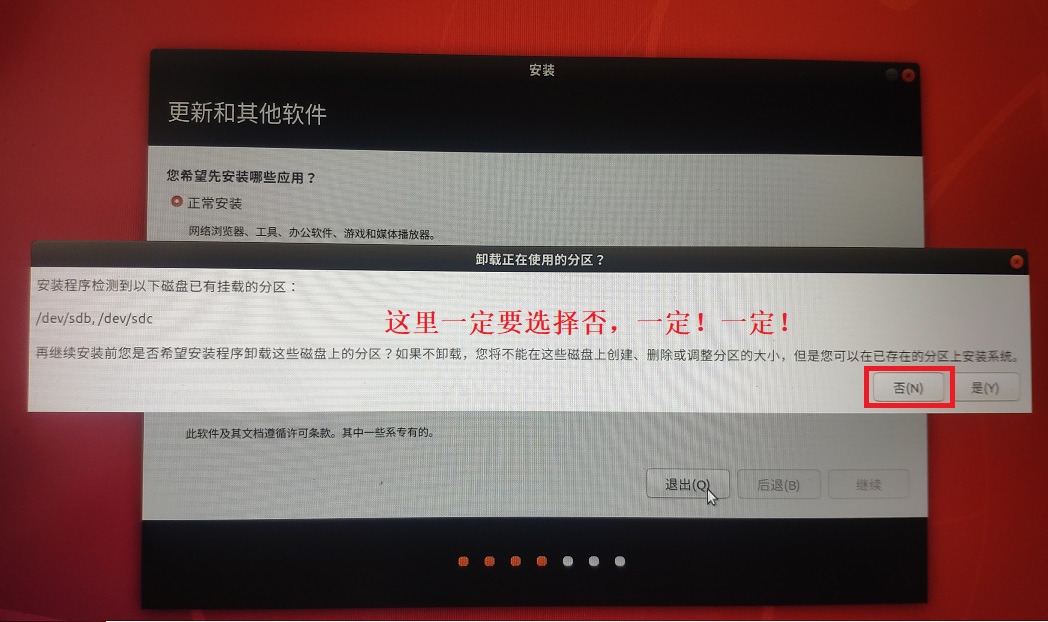 安装
更新和其他软件
您希望先安装哪些应用？
正常安装
网络浏览器、工具、办公软件、游戏和媒体播放器。
卸载正在使用的分区？
安装程序检测到以下磁盘已有挂载的分区：
/dev/sdb, /dev/sdc
这里一定要选择否，一定！一定！
再继续安装前您是否希望安装程序卸载这些磁盘上的分区？如果不卸载，您将不能在这些磁盘上创建、删除或调整分区的大小，但是您可以在已存在的分区上安装系统。
否(N) 是(Y)
此软件及其文档遵循许可条款。其中一些系专有的。
退出(Q) 后退(B) 继续